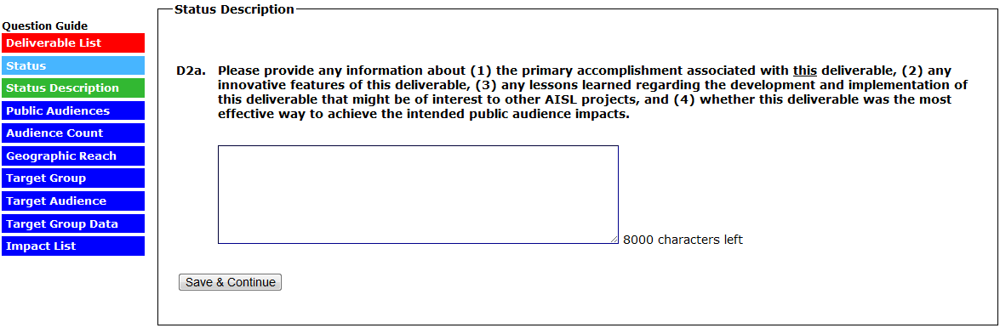 Question Guide
Deliverable List
Status
Status Description
Public Audiences
Audience Count
Geographic Reach
Target Group
Target Audience
Target Group Data
Impact List
Status Description
D2a. Please provide any information about (1) the primary accomplishment associated with this deliverable, (2) any
innovative features of this deliverable, (3) any lessons learned regarding the development and implementation of
this deliverable that might be of interest to other AISL projects, and (4) whether this deliverable was the most
effective way to achieve the intended public audience impacts.
8000 characters left
Save & Continue